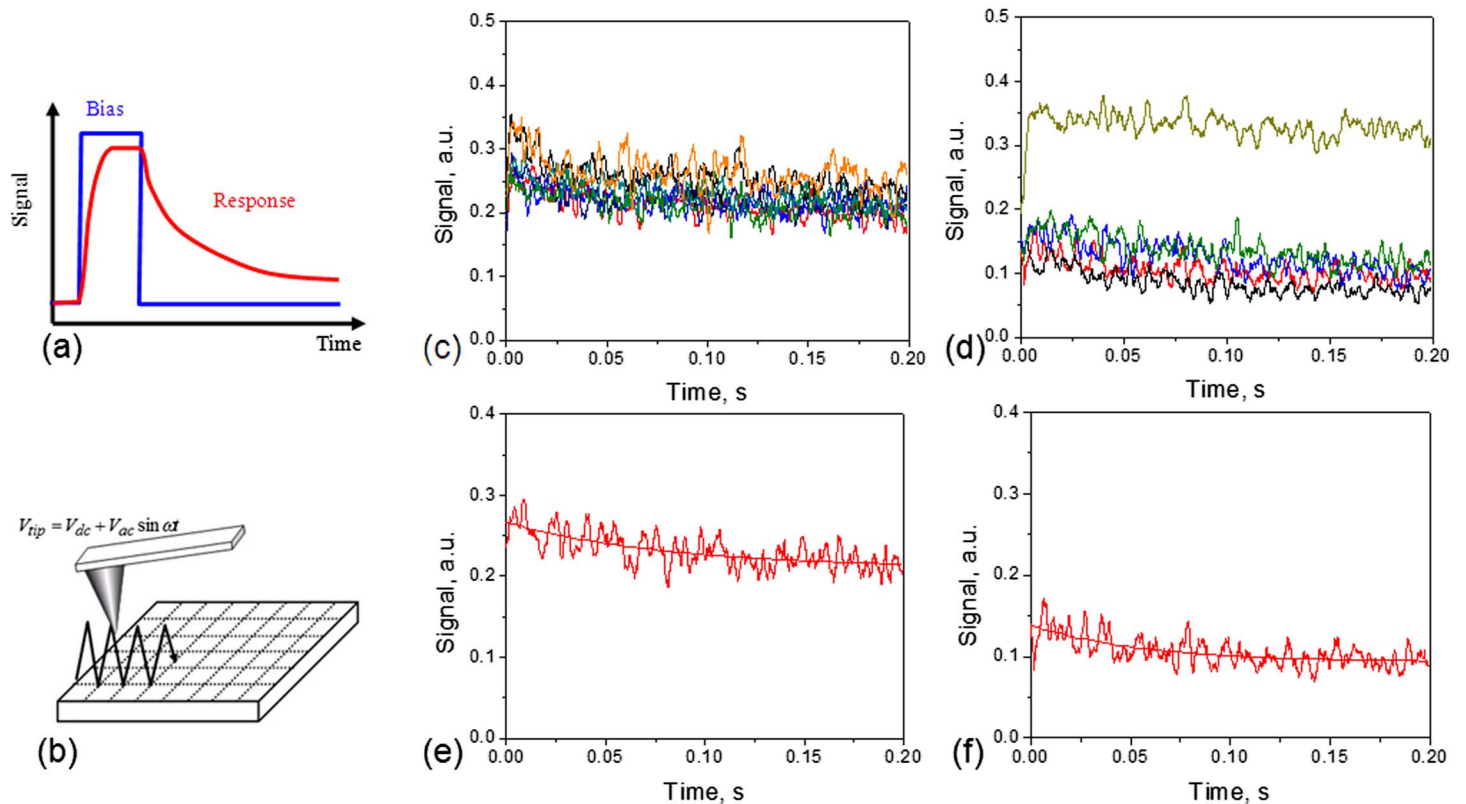 Signal
Bias
Response
Time
(a)
V_tip = V_dc + V_ac sin ωt
(b)
Signal, a.u.
0.5
0.4
0.3
0.2
0.1
0.0
0.00 0.05 0.10 0.15 0.20
Time, s
(c)
Signal, a.u.
0.5
0.4
0.3
0.2
0.1
0.0
0.00 0.05 0.10 0.15 0.20
Time, s
(d)
Signal, a.u.
0.4
0.3
0.2
0.1
0.0
0.00 0.05 0.10 0.15 0.20
Time, s
(e)
Signal, a.u.
0.4
0.3
0.2
0.1
0.0
0.00 0.05 0.10 0.15 0.20
Time, s
(f)